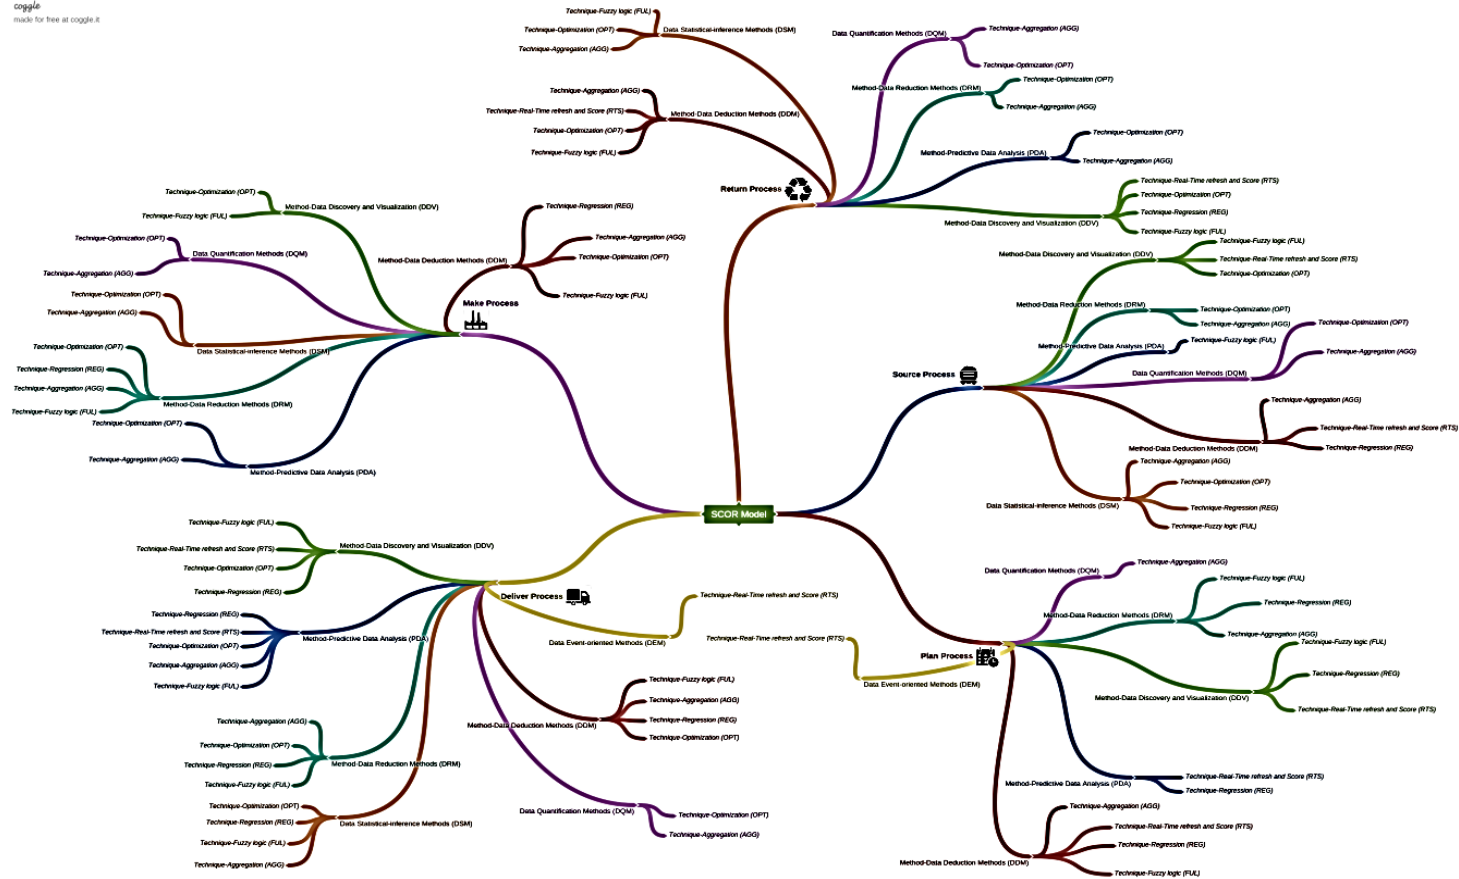 coggle
made for free at coggle.it
Technique-Fuzzy logic (FUL)
Technique-Optimization (OPT)
Technique-Aggregation (AGG)
Data Statistical-inference Methods (DSM)
Technique-Aggregation (AGG)
Technique-Real-Time refresh and Score (RTS)
Technique-Optimization (OPT)
Technique-Fuzzy logic (FUL)
Method-Data Deduction Methods (DDM)
Data Quantification Methods (DQM)
Technique-Aggregation (AGG)
Technique-Optimization (OPT)
Method-Data Reduction Methods (DRM)
Technique-Optimization (OPT)
Technique-Aggregation (AGG)
Method-Predictive Data Analysis (PDA)
Technique-Optimization (OPT)
Technique-Aggregation (AGG)
Return Process
Technique-Real-Time refresh and Score (RTS)
Technique-Optimization (OPT)
Technique-Regression (REG)
Technique-Fuzzy logic (FUL)
Method-Data Discovery and Visualization (DDV)
Technique-Optimization (OPT)
Technique-Fuzzy logic (FUL)
Method-Data Discovery and Visualization (DDV)
Technique-Optimization (OPT)
Technique-Aggregation (AGG)
Data Quantification Methods (DQM)
Technique-Optimization (OPT)
Technique-Aggregation (AGG)
Data Statistical-inference Methods (DSM)
Technique-Optimization (OPT)
Technique-Regression (REG)
Technique-Aggregation (AGG)
Technique-Fuzzy logic (FUL)
Method-Data Reduction Methods (DRM)
Technique-Optimization (OPT)
Technique-Aggregation (AGG)
Method-Predictive Data Analysis (PDA)
Method-Data Deduction Methods (DDM)
Technique-Regression (REG)
Technique-Aggregation (AGG)
Technique-Optimization (OPT)
Technique-Fuzzy logic (FUL)
Make Process
Method-Data Discovery and Visualization (DDV)
Technique-Fuzzy logic (FUL)
Technique-Real-Time refresh and Score (RTS)
Technique-Optimization (OPT)
Method-Data Reduction Methods (DRM)
Technique-Optimization (OPT)
Technique-Aggregation (AGG)
Method-Predictive Data Analysis (PDA)
Technique-Fuzzy logic (FUL)
Data Quantification Methods (DQM)
Technique-Optimization (OPT)
Technique-Aggregation (AGG)
Source Process
Method-Data Deduction Methods (DDM)
Technique-Aggregation (AGG)
Technique-Real-Time refresh and Score (RTS)
Technique-Regression (REG)
Data Statistical-inference Methods (DSM)
Technique-Aggregation (AGG)
Technique-Optimization (OPT)
Technique-Regression (REG)
Technique-Fuzzy logic (FUL)
SCOR Model
Technique-Fuzzy logic (FUL)
Technique-Real-Time refresh and Score (RTS)
Technique-Optimization (OPT)
Technique-Regression (REG)
Method-Data Discovery and Visualization (DDV)
Technique-Regression (REG)
Technique-Real-Time refresh and Score (RTS)
Technique-Optimization (OPT)
Technique-Aggregation (AGG)
Technique-Fuzzy logic (FUL)
Method-Predictive Data Analysis (PDA)
Technique-Aggregation (AGG)
Technique-Optimization (OPT)
Technique-Regression (REG)
Technique-Fuzzy logic (FUL)
Method-Data Reduction Methods (DRM)
Technique-Optimization (OPT)
Technique-Regression (REG)
Technique-Fuzzy logic (FUL)
Technique-Aggregation (AGG)
Data Statistical-inference Methods (DSM)
Deliver Process
Technique-Real-Time refresh and Score (RTS)
Data Event-oriented Methods (DEM)
Technique-Fuzzy logic (FUL)
Technique-Aggregation (AGG)
Technique-Regression (REG)
Technique-Optimization (OPT)
Method-Data Deduction Methods (DDM)
Data Quantification Methods (DQM)
Technique-Optimization (OPT)
Technique-Aggregation (AGG)
Data Quantification Methods (DQM)
Technique-Aggregation (AGG)
Method-Data Reduction Methods (DRM)
Technique-Fuzzy logic (FUL)
Technique-Regression (REG)
Technique-Aggregation (AGG)
Plan Process
Technique-Real-Time refresh and Score (RTS)
Data Event-oriented Methods (DEM)
Technique-Fuzzy logic (FUL)
Technique-Regression (REG)
Technique-Real-Time refresh and Score (RTS)
Method-Data Discovery and Visualization (DDV)
Method-Predictive Data Analysis (PDA)
Technique-Real-Time refresh and Score (RTS)
Technique-Regression (REG)
Method-Data Deduction Methods (DDM)
Technique-Aggregation (AGG)
Technique-Real-Time refresh and Score (RTS)
Technique-Regression (REG)
Technique-Fuzzy logic (FUL)